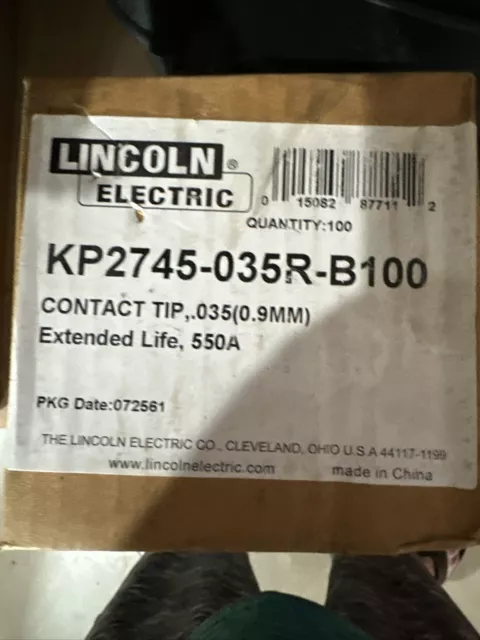 LINCOLN®
ELECTRIC
0 15082 87711 2
QUANTITY:100
KP2745-035R-B100
CONTACT TIP,.035(0.9MM)
Extended Life, 550A
PKG Date:072561
THE LINCOLN ELECTRIC CO., CLEVELAND, OHIO U.S.A 44117-1199
www.lincolnelectric.com made in China